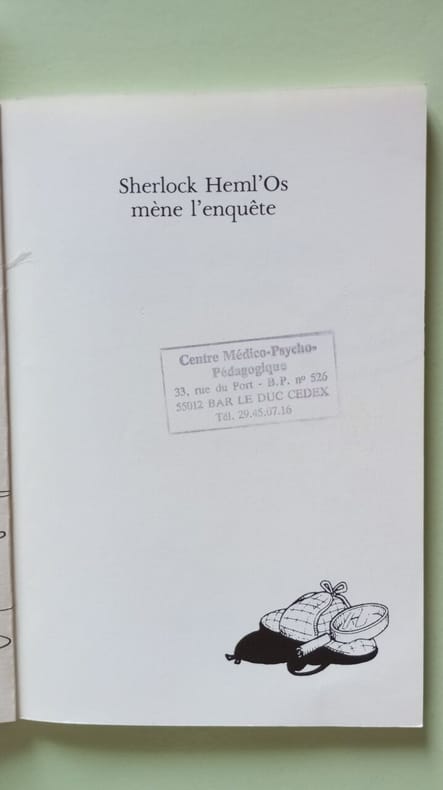 Sherlock Heml'Os
mène l'enquête
Centre Médico-Psycho-
Pédagogique
33, rue du Port - B.P. nº 526
55012 BAR LE DUC CEDEX
Tél. 29.45.07.16